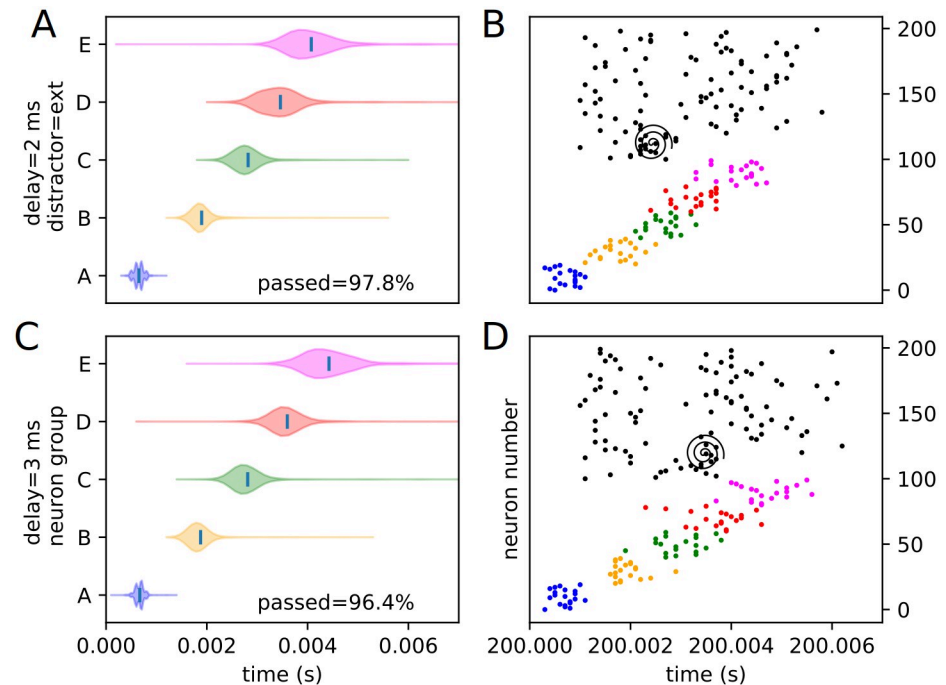 A
delay=2 ms
distractor=ext
E
D
C
B
A
passed=97.8%
B
200
150
100
50
0
C
delay=3 ms
neuron group
E
D
C
B
A
passed=96.4%
0.000 0.002 0.004 0.006
time (s)
D
neuron number
200
150
100
50
0
200.000 200.002 200.004 200.006
time (s)